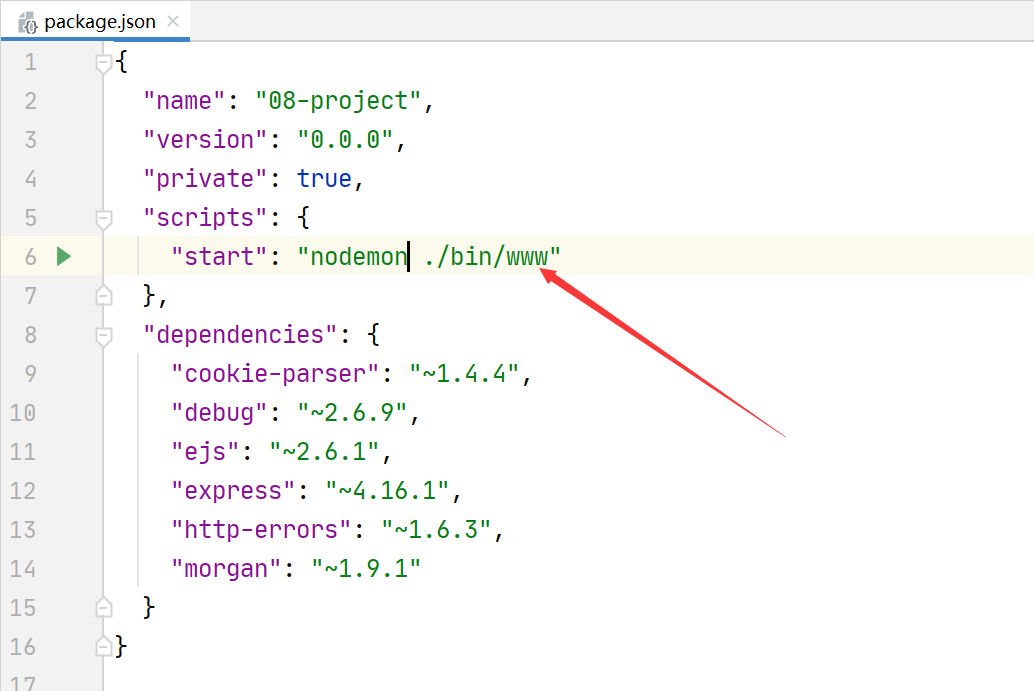 package.json
1 {
2 "name": "08-project",
3 "version": "0.0.0",
4 "private": true,
5 "scripts": {
6 "start": "nodemon ./bin/www"
7 },
8 "dependencies": {
9 "cookie-parser": "~1.4.4",
10 "debug": "~2.6.9",
11 "ejs": "~2.6.1",
12 "express": "~4.16.1",
13 "http-errors": "~1.6.3",
14 "morgan": "~1.9.1"
15 }
16 }
17